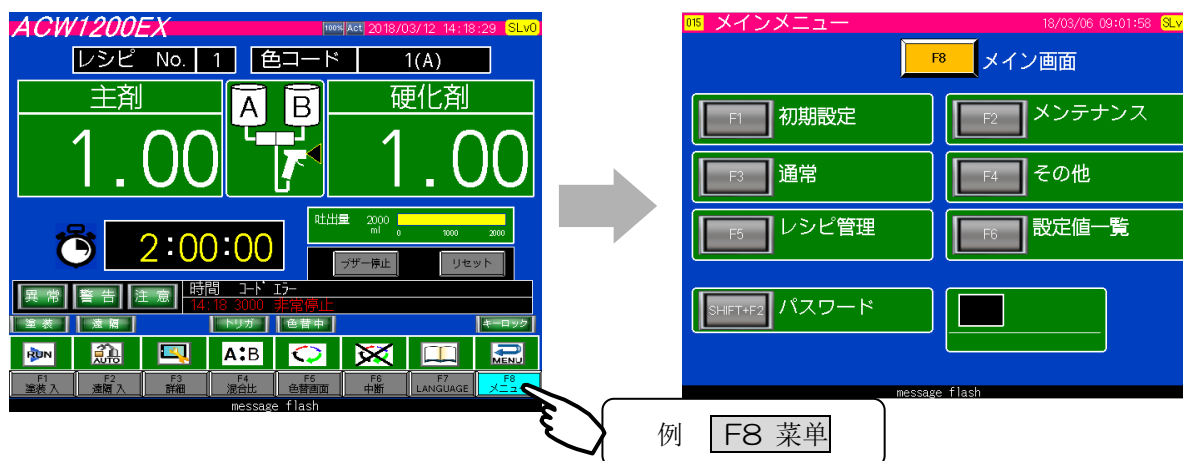 ACW1200EX 100% Act 2018/03/12 14:18:29 SLv0
レシピ No. 1 色コード 1(A)
主剤 A B 硬化剤
1.00 1.00
吐出量 2000 ml 0 1000 2000
2:00:00
ブザー停止 リセット
異常 警告 注意 時間 コード エラー
14:18 3000 非常停止
塗装 遠隔 トリガ 色替中 キーロック
RUN AUTO A:B MENU
F1 塗装入 F2 遠隔入 F3 詳細 F4 混合比 F5 色替画面 F6 中断 F7 LANGUAGE F8 メニュー
message flash
015 メインメニュー 18/03/06 09:01:58 SLv
F8 メイン画面
F1 初期設定 F2 メンテナンス
F3 通常 F4 その他
F5 レシピ管理 F6 設定値一覧
SHIFT+F2 パスワード
message flash
例 F8 菜单